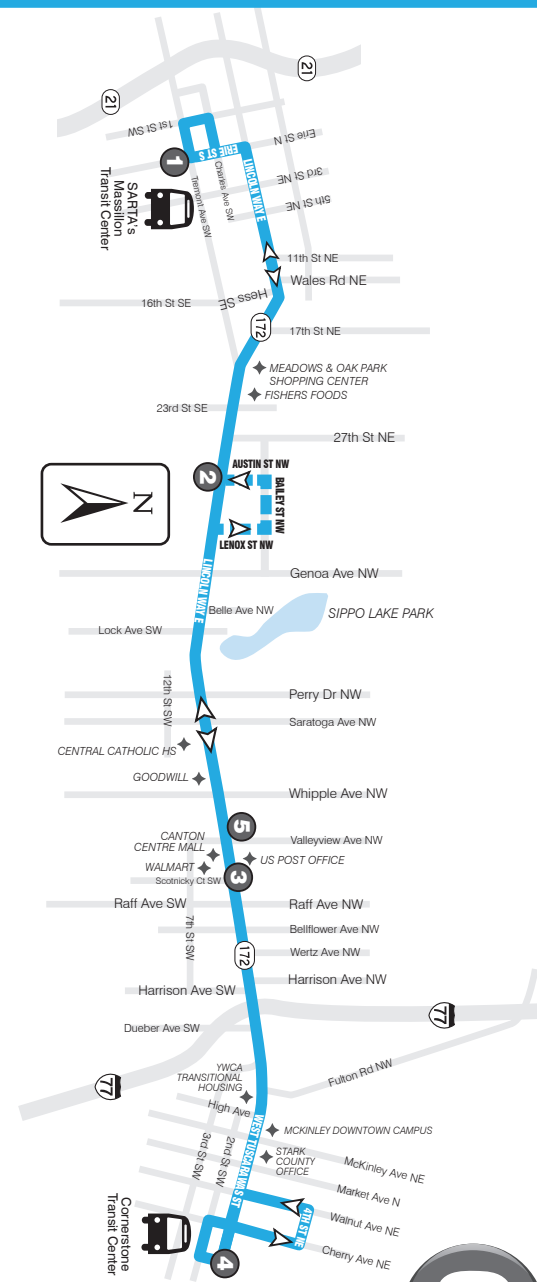 21
21
1st St SW
Erie St N
ERIE ST S
LINCOLN WAY E
Charles Ave SW
3rd St NE
5th St NE
1
Tremont Ave SW
SARTA's
Massillon
Transit Center
11th St NE
Wales Rd NE
Hess SE
16th St SE
172
17th St NE
MEADOWS & OAK PARK
SHOPPING CENTER
FISHERS FOODS
23rd St SE
27th St NE
AUSTIN ST NW
2
BAILEY ST NW
N
LENOX ST NW
LINCOLN WAY E
Genoa Ave NW
Belle Ave NW
SIPPO LAKE PARK
Lock Ave SW
12th St SW
Perry Dr NW
Saratoga Ave NW
CENTRAL CATHOLIC HS
GOODWILL
Whipple Ave NW
5
CANTON
CENTRE MALL
Valleyview Ave NW
US POST OFFICE
WALMART
3
Scotnicky Ct SW
Raff Ave SW
Raff Ave NW
7th St SW
Bellflower Ave NW
172
Wertz Ave NW
Harrison Ave NW
Harrison Ave SW
77
Dueber Ave SW
77
YWCA
TRANSITIONAL
HOUSING
Fulton Rd NW
High Ave
WEST TUSCARAWAS ST
MCKINLEY DOWNTOWN CAMPUS
3rd St SW
2nd St SW
STARK
COUNTY
OFFICE
McKinley Ave NE
Market Ave N
4TH ST NE
Walnut Ave NE
Cherry Ave NE
Cornerstone
Transit Center
4